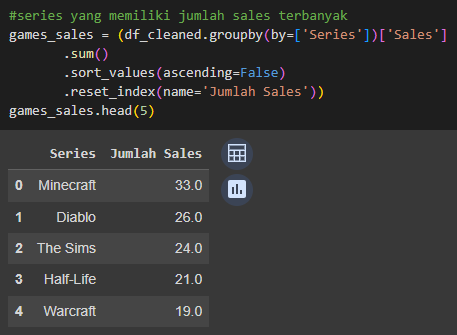 #series yang memiliki jumlah sales terbanyak
games_sales = (df_cleaned.groupby(by=['Series'])['Sales']
.sum()
.sort_values(ascending=False)
.reset_index(name='Jumlah Sales'))
games_sales.head(5)
Series Jumlah Sales
0 Minecraft 33.0
1 Diablo 26.0
2 The Sims 24.0
3 Half-Life 21.0
4 Warcraft 19.0